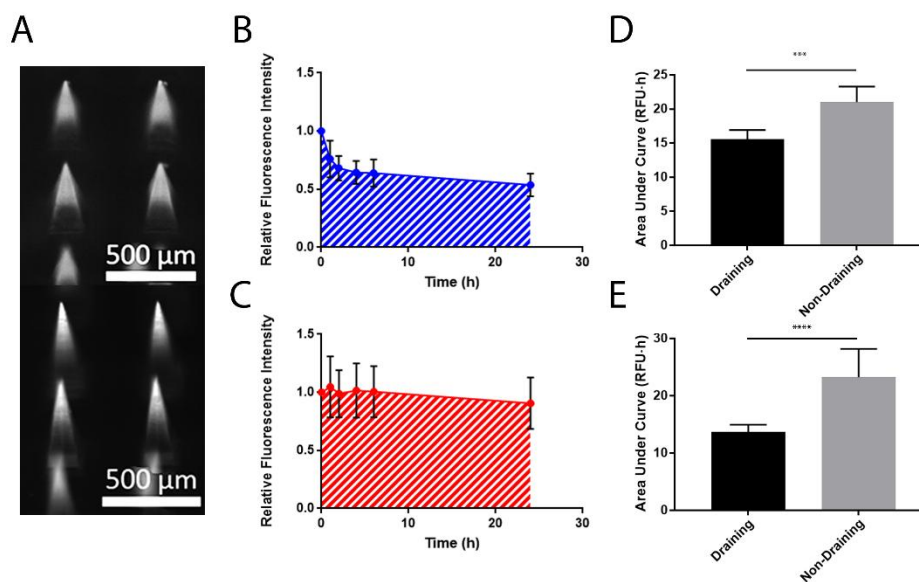 A
500 µm
500 µm
B
Relative Fluorescence Intensity
1.5
1.0
0.5
0.0
0
10
20
30
Time (h)
C
Relative Fluorescence Intensity
1.5
1.0
0.5
0.0
0
10
20
30
Time (h)
D
Area Under Curve (RFU·h)
25
20
15
10
5
0
***
Draining
Non-Draining
E
Area Under Curve (RFU·h)
30
20
10
0
****
Draining
Non-Draining